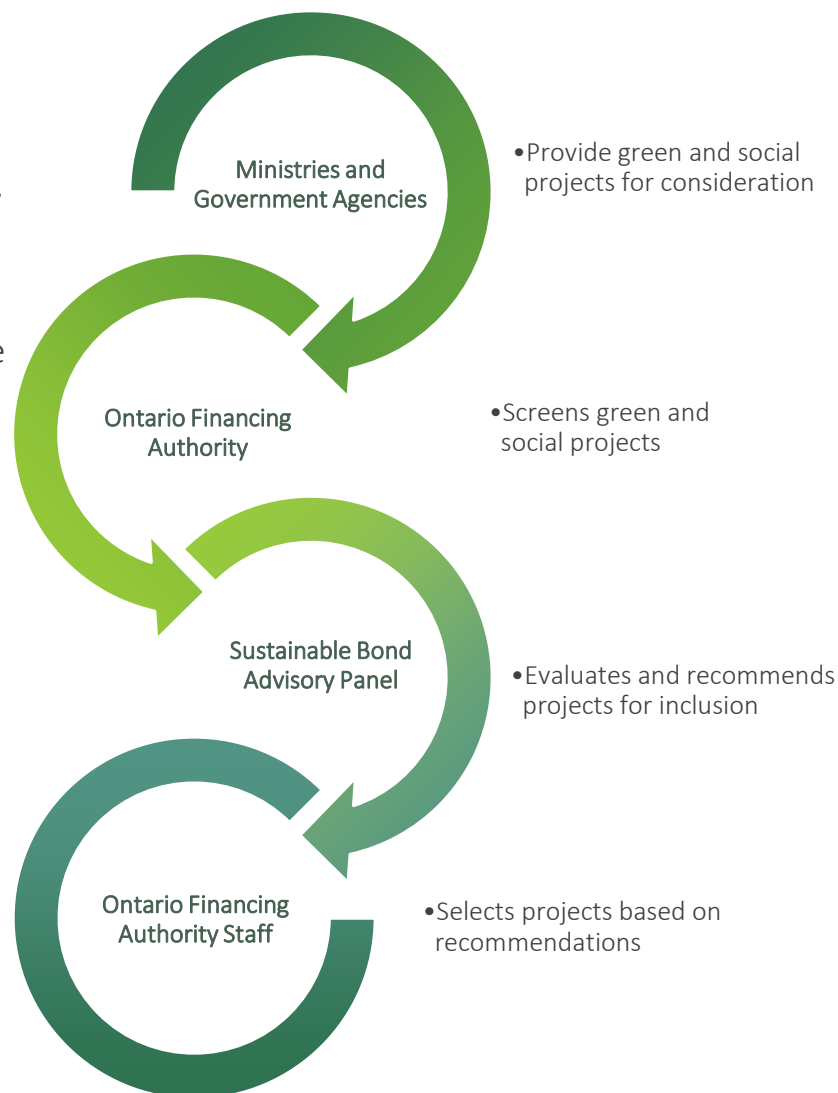 Ministries and
Government Agencies
•Provide green and social
projects for consideration
e
Ontario Financing
Authority
•Screens green and
social projects
Sustainable Bond
Advisory Panel
•Evaluates and recommends
projects for inclusion
Ontario Financing
Authority Staff
•Selects projects based on
recommendations